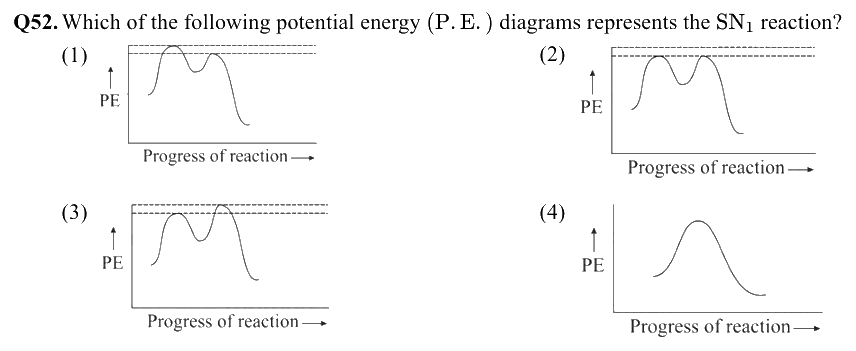 Q52. Which of the following potential energy (P. E. ) diagrams represents the SN₁ reaction?
(1)
PE
Progress of reaction
(2)
PE
Progress of reaction
(3)
PE
Progress of reaction
(4)
PE
Progress of reaction